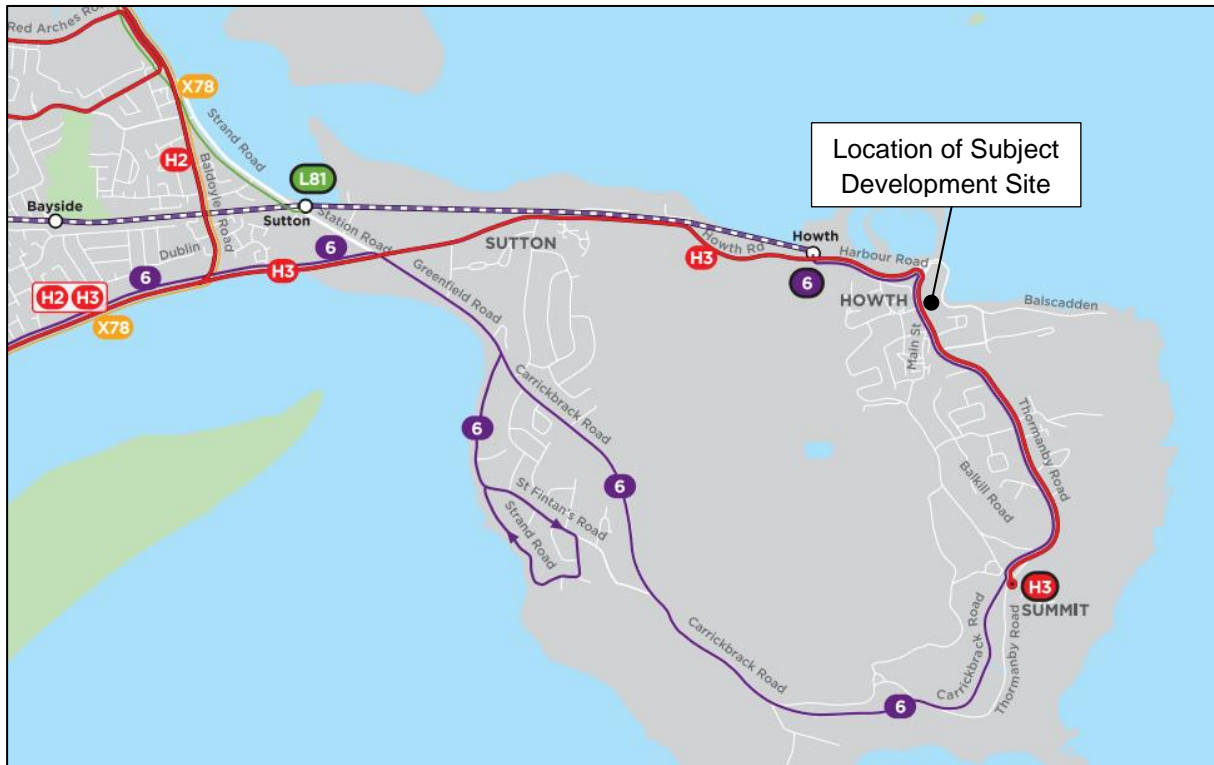 Red Arches Ro
X78
Strand Road
H2
Baldoyle Road
L81
Bayside
Sutton
Station Road
Dublin
6
H3
SUTTON
H2 H3
X78
6
Greenfield Road
Howth Rd
H3
Howth
6
Harbour Road
HOWTH
Location of Subject
Development Site
Balscadden
Main St
Carrickbrack Road
6
6
St Fintan's Road
Strand Road
Thormanby Road
Balkill Road
H3
SUMMIT
Carrickbrack Road
Carrickbrack Road
Thormanby Road
6